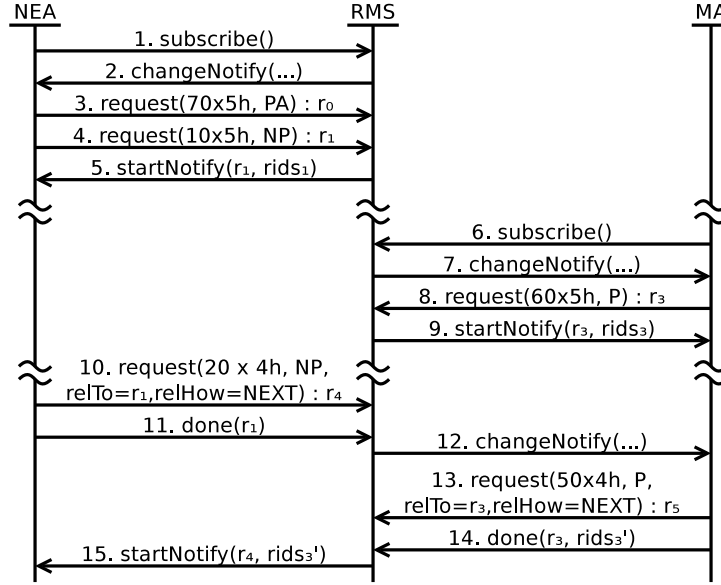 NEA RMS MA
1. subscribe()
2. changeNotify(...)
3. request(70x5h, PA) : r₀
4. request(10x5h, NP) : r₁
5. startNotify(r₁, rids₁)
6. subscribe()
7. changeNotify(...)
8. request(60x5h, P) : r₃
9. startNotify(r₃, rids₃)
10. request(20 x 4h, NP,
relTo=r₁,relHow=NEXT) : r₄
11. done(r₁)
12. changeNotify(...)
13. request(50x4h, P,
relTo=r₃,relHow=NEXT) : r₅
14. done(r₃, rids₃')
15. startNotify(r₄, rids₃')